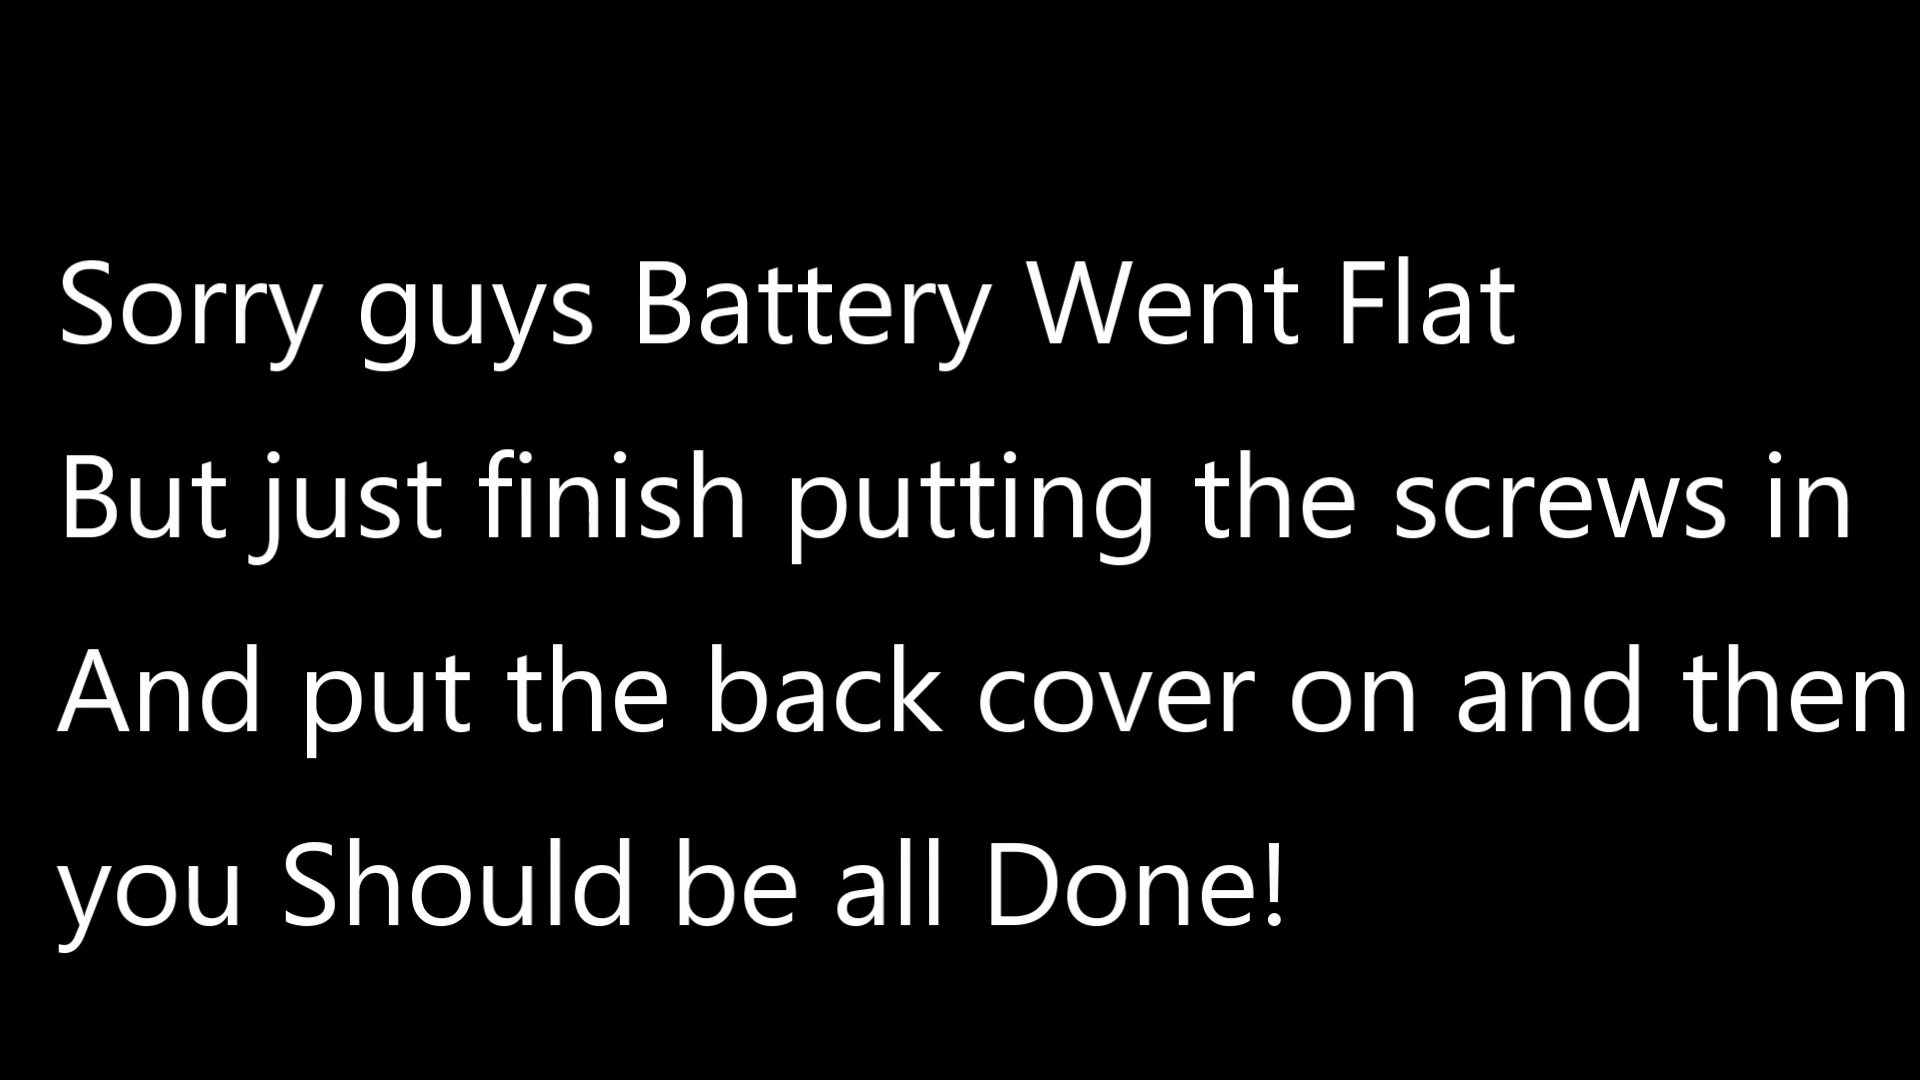 Sorry guys Battery Went Flat
But just finish putting the screws in
And put the back cover on and then
you Should be all Done!